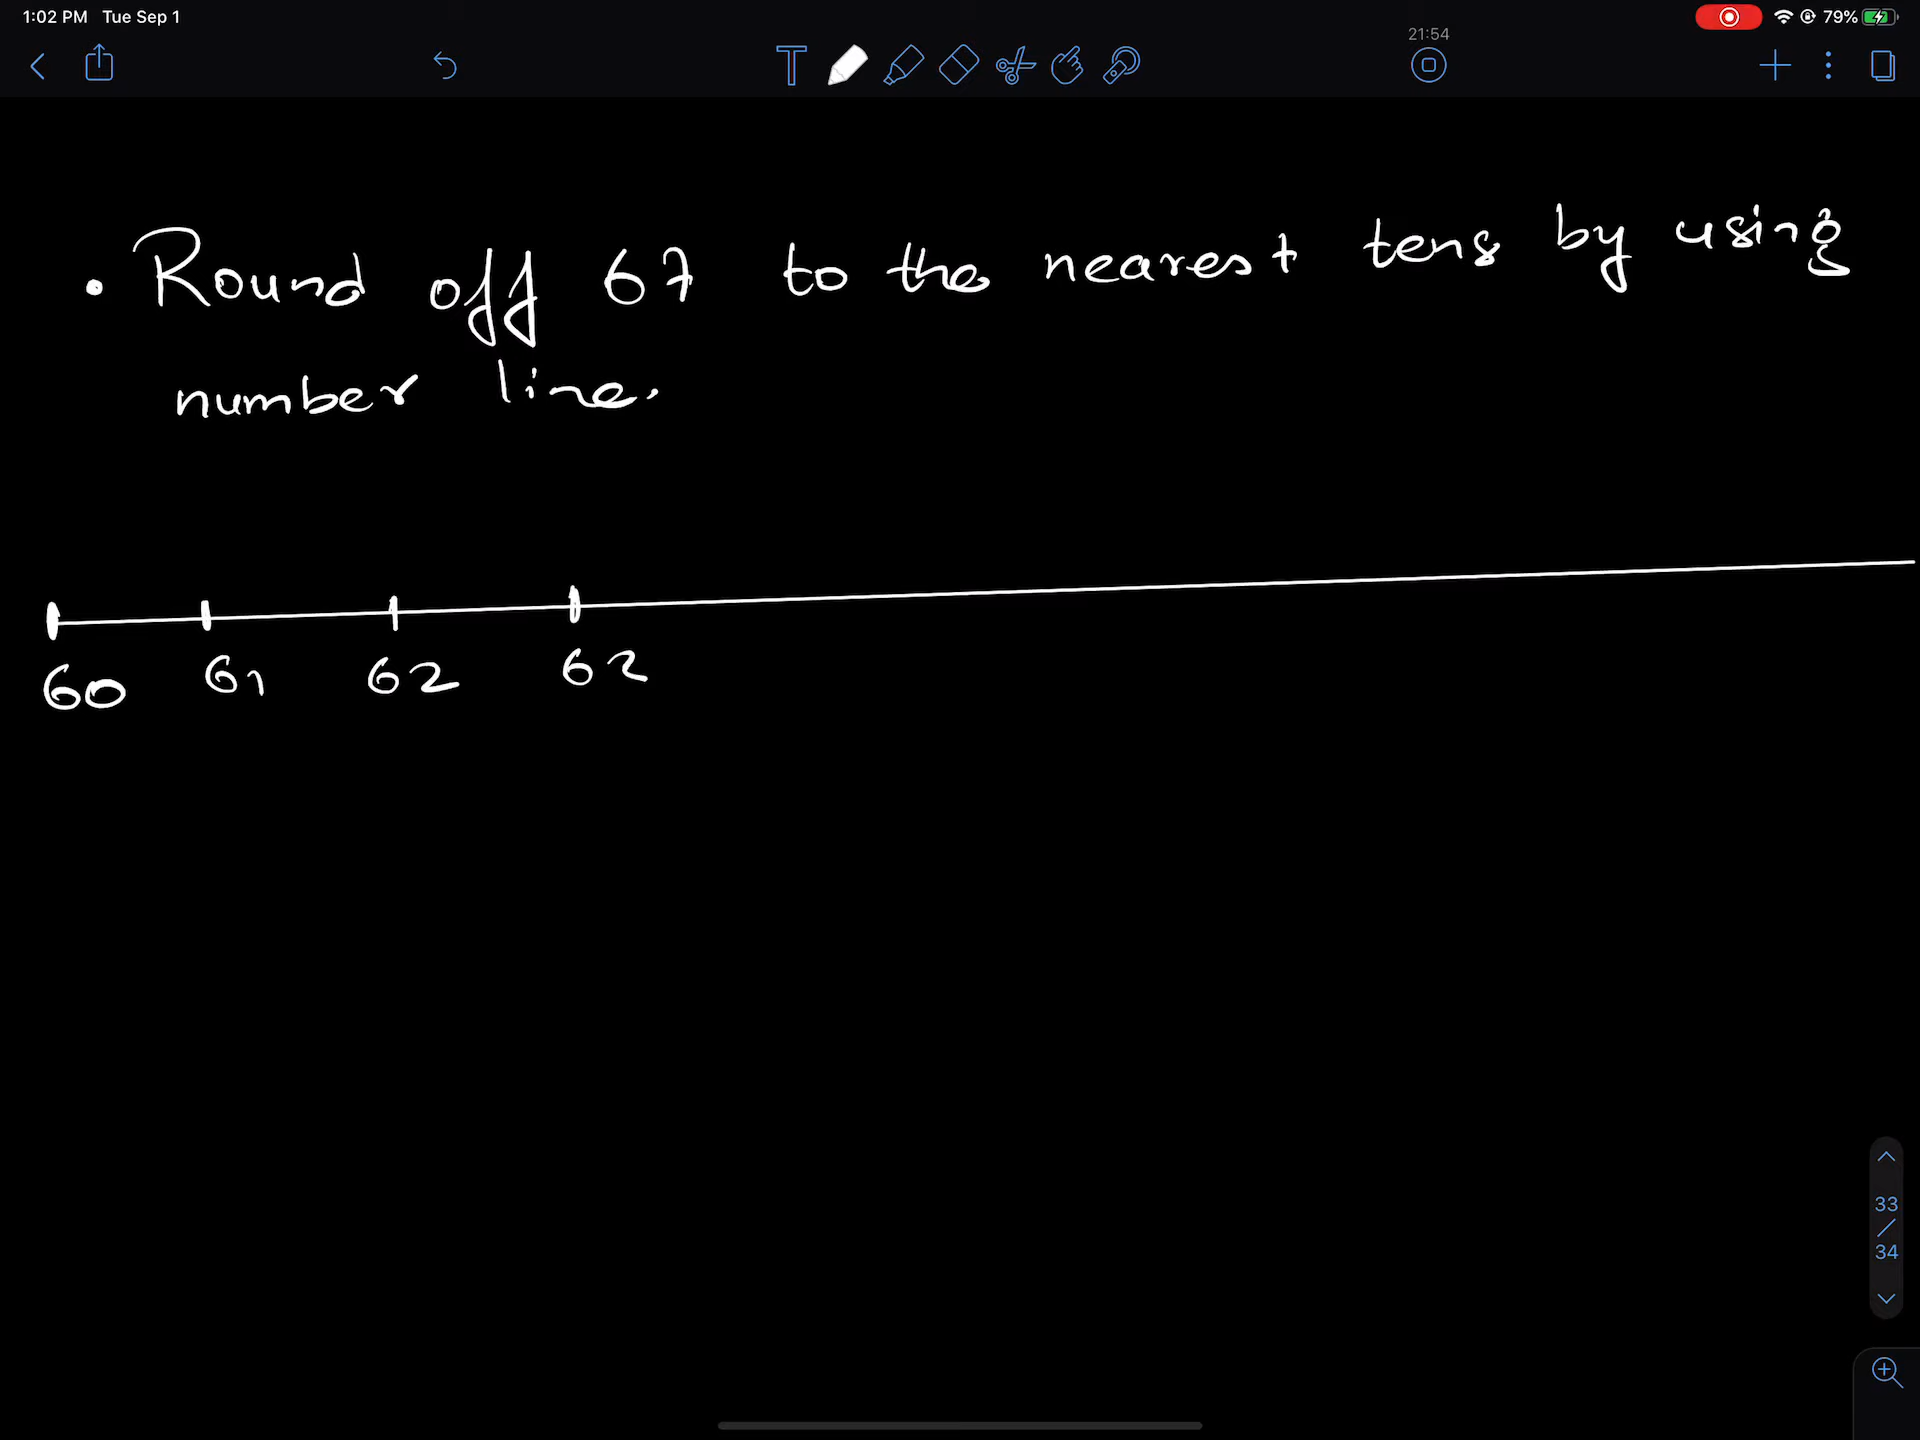 1:02 PM Tue Sep 1
79%
21:54
T
• Round off 67 to the nearest tens by using
number line.
60 61 62 62
33
34